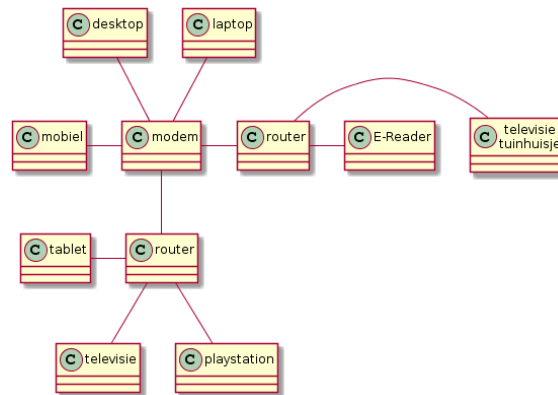 C desktop
C laptop
C mobiel
C modem
C router
C E-Reader
C televisie
tuinhuisje
C tablet
C router
C televisie
C playstation